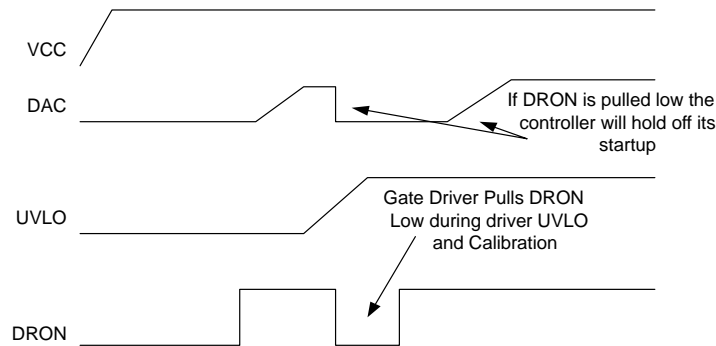 VCC
DAC
If DRON is pulled low the
controller will hold off its
startup
UVLO
Gate Driver Pulls DRON
Low during driver UVLO
and Calibration
DRON